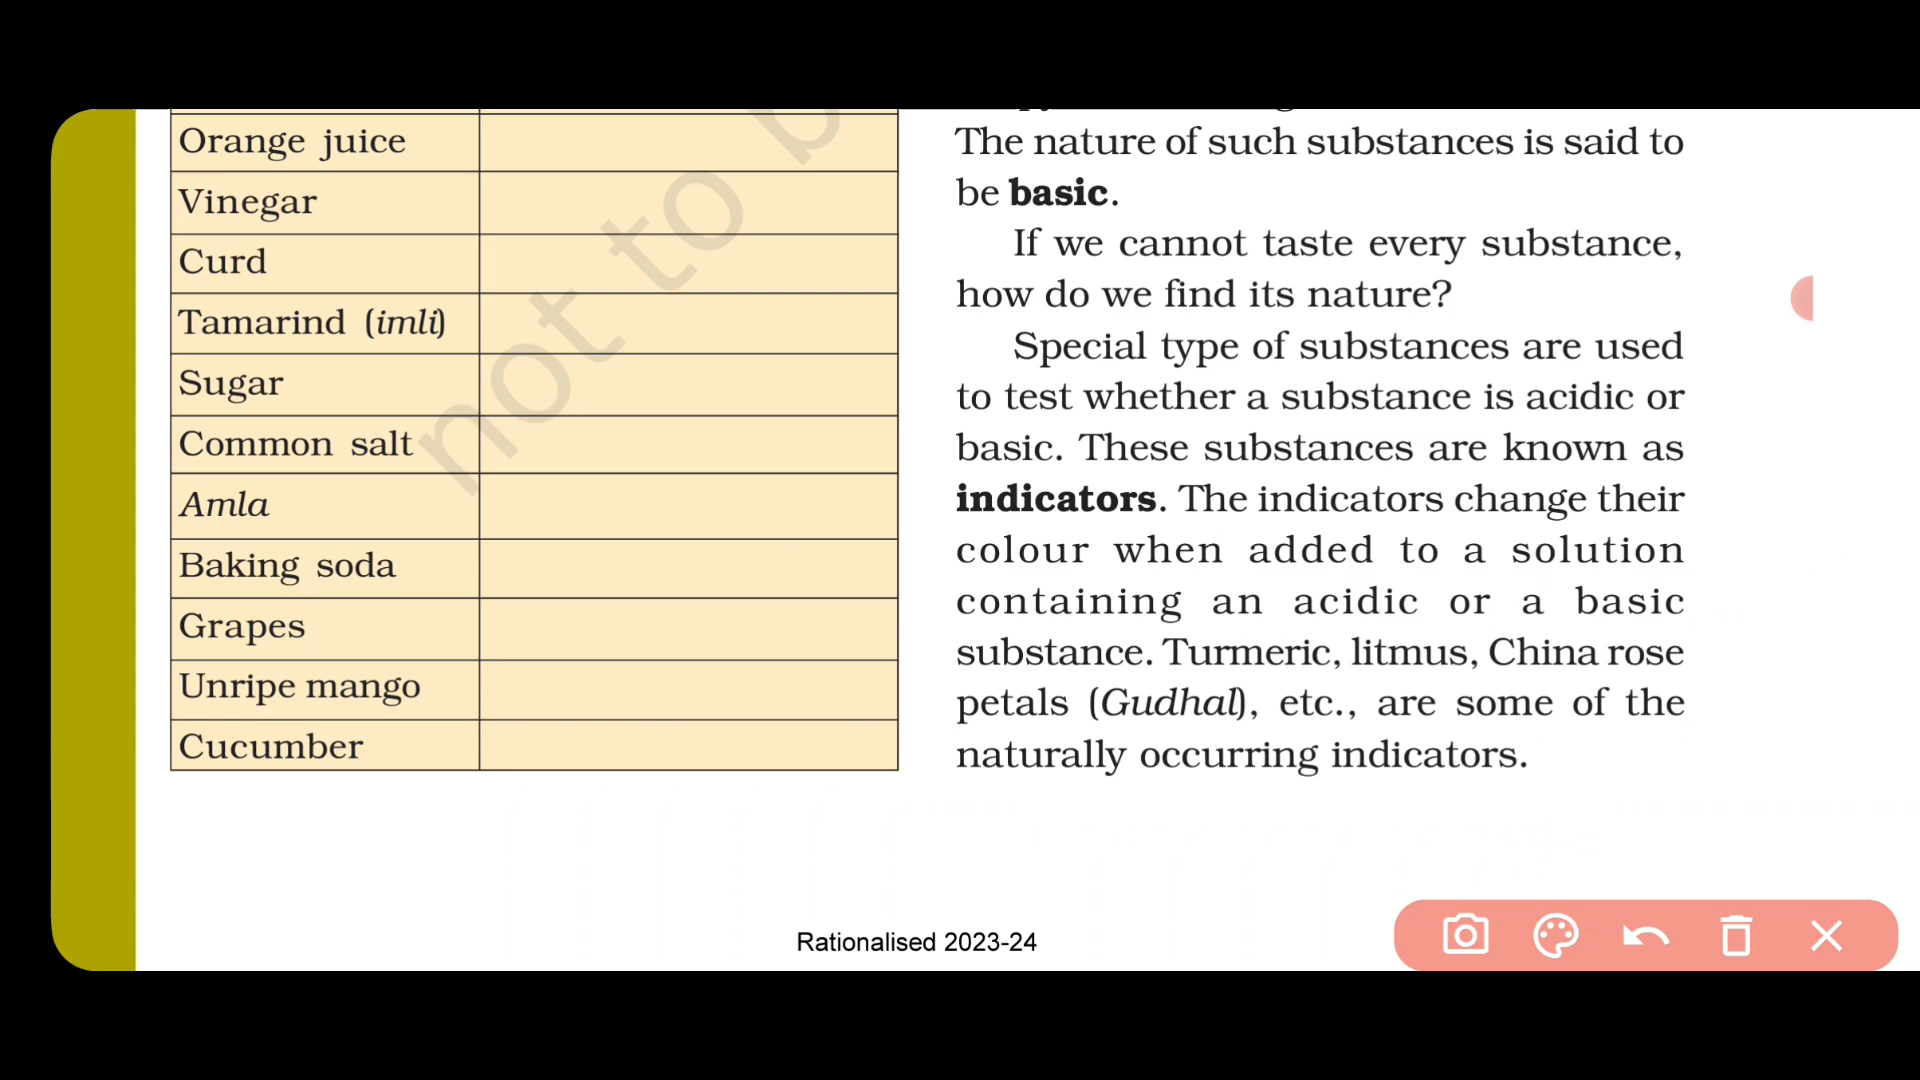 Orange juice
Vinegar
Curd
Tamarind (imli)
Sugar
Common salt
Amla
Baking soda
Grapes
Unripe mango
Cucumber
not to b
The nature of such substances is said to
be basic.
If we cannot taste every substance,
how do we find its nature?
Special type of substances are used
to test whether a substance is acidic or
basic. These substances are known as
indicators. The indicators change their
colour when added to a solution
containing an acidic or a basic
substance. Turmeric, litmus, China rose
petals (Gudhal), etc., are some of the
naturally occurring indicators.
Rationalised 2023-24